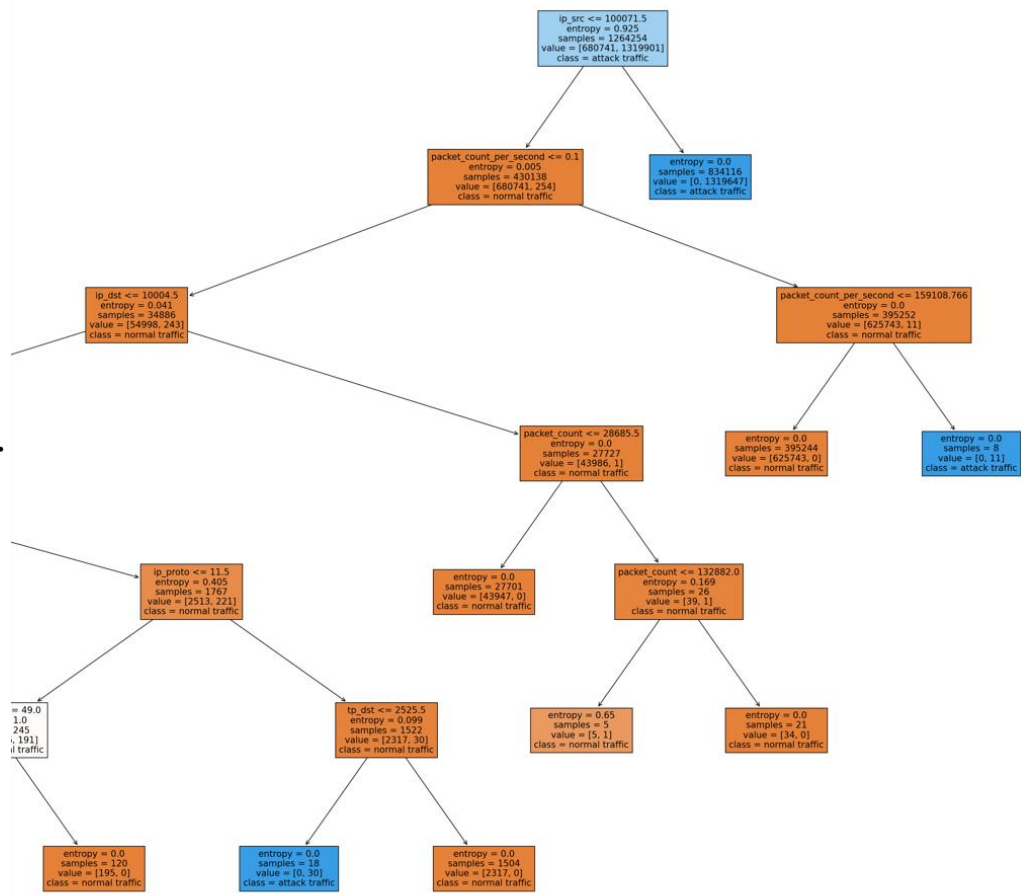 ip_src <= 100071.5
entropy = 0.925
samples = 1264254
value = [680741, 1319901]
class = attack traffic
packet_count_per_second <= 0.1
entropy = 0.005
samples = 430138
value = [680741, 254]
class = normal traffic
entropy = 0.0
samples = 834116
value = [0, 1319647]
class = attack traffic
ip_dst <= 10004.5
entropy = 0.041
samples = 34886
value = [54998, 243]
class = normal traffic
packet_count_per_second <= 159108.766
entropy = 0.0
samples = 395252
value = [625743, 11]
class = normal traffic
packet_count <= 28685.5
entropy = 0.0
samples = 27727
value = [43986, 1]
class = normal traffic
entropy = 0.0
samples = 395244
value = [625743, 0]
class = normal traffic
entropy = 0.0
samples = 8
value = [0, 11]
class = attack traffic
ip_proto <= 11.5
entropy = 0.405
samples = 1767
value = [2513, 221]
class = normal traffic
entropy = 0.0
samples = 27701
value = [43947, 0]
class = normal traffic
packet_count <= 132882.0
entropy = 0.169
samples = 26
value = [39, 1]
class = normal traffic
= 49.0
1.0
245
, 191]
l traffic
tp_dst <= 2525.5
entropy = 0.099
samples = 1522
value = [2317, 30]
class = normal traffic
entropy = 0.65
samples = 5
value = [5, 1]
class = normal traffic
entropy = 0.0
samples = 21
value = [34, 0]
class = normal traffic
entropy = 0.0
samples = 120
value = [195, 0]
class = normal traffic
entropy = 0.0
samples = 18
value = [0, 30]
class = attack traffic
entropy = 0.0
samples = 1504
value = [2317, 0]
class = normal traffic